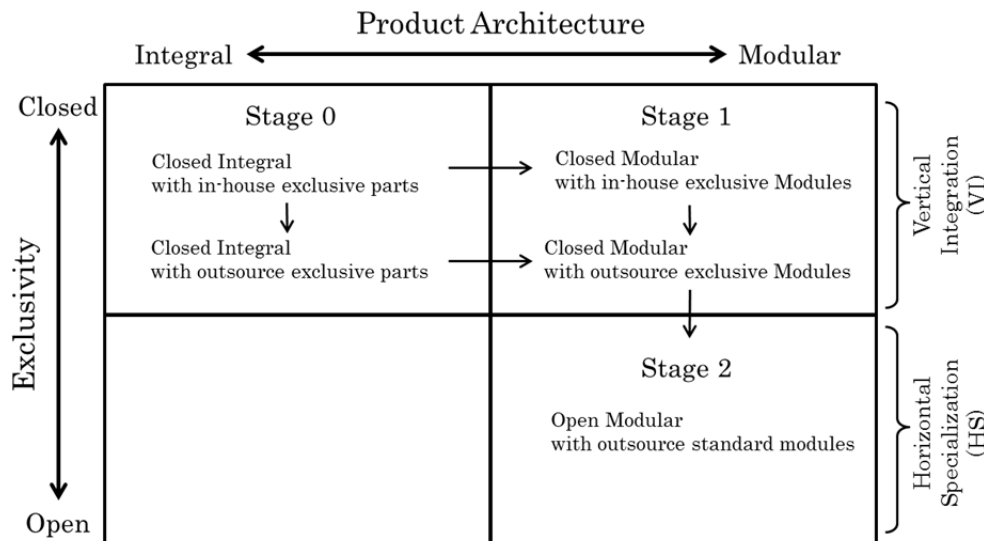 Product Architecture
Integral
Modular
Closed
Exclusivity
Open
Stage 0
Closed Integral
with in-house exclusive parts
Closed Integral
with outsource exclusive parts
Stage 1
Closed Modular
with in-house exclusive Modules
Closed Modular
with outsource exclusive Modules
Stage 2
Open Modular
with outsource standard modules
Vertical
Integration
(VI)
Horizontal
Specialization
(HS)